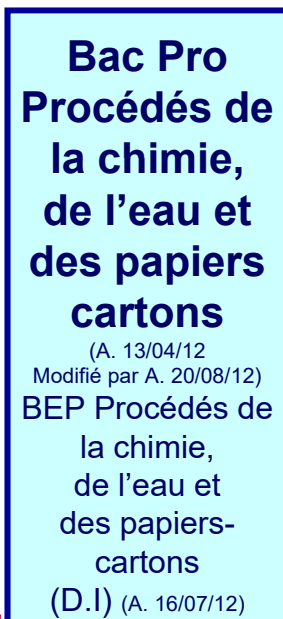 Bac Pro
Procédés de
la chimie,
de l’eau et
des papiers
cartons
(A. 13/04/12
Modifié par A. 20/08/12)
BEP Procédés de
la chimie,
de l’eau et
des papiers-
cartons
(D.I) (A. 16/07/12)